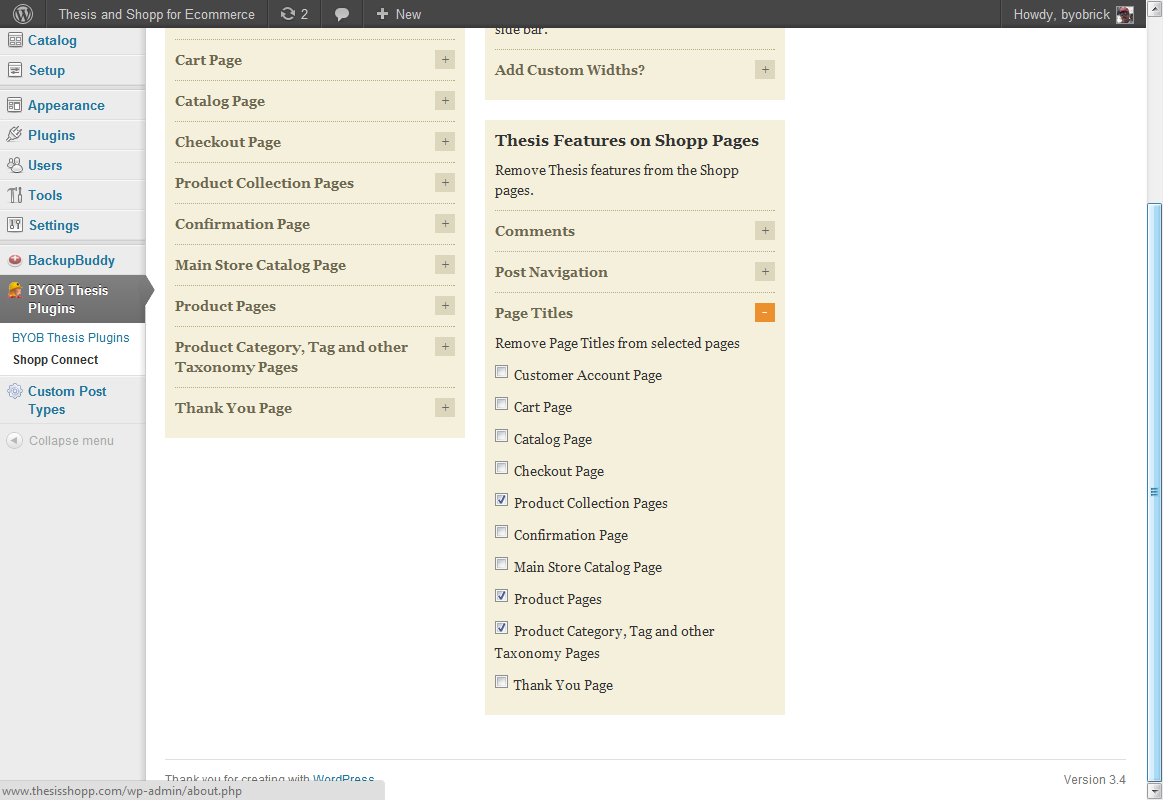 Thesis and Shopp for Ecommerce 2 + New Howdy, byobrick
Catalog
Setup
Appearance
Plugins
Users
Tools
Settings
BackupBuddy
BYOB Thesis
Plugins
BYOB Thesis Plugins
Shopp Connect
Custom Post
Types
Collapse menu
Cart Page +
Catalog Page +
Checkout Page +
Product Collection Pages +
Confirmation Page +
Main Store Catalog Page +
Product Pages +
Product Category, Tag and other +
Taxonomy Pages
Thank You Page +
side bar.
Add Custom Widths? +
Thesis Features on Shopp Pages
Remove Thesis features from the Shopp
pages.
Comments +
Post Navigation +
Page Titles -
Remove Page Titles from selected pages
Customer Account Page
Cart Page
Catalog Page
Checkout Page
Product Collection Pages
Confirmation Page
Main Store Catalog Page
Product Pages
Product Category, Tag and other
Taxonomy Pages
Thank You Page
Thank you for creating with WordPress Version 3.4
www.thesisshopp.com/wp-admin/about.php